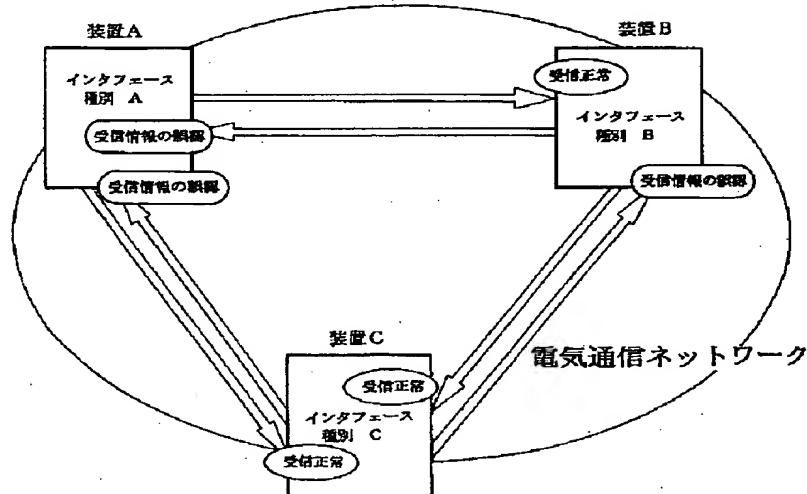 装置A
装置B
インタフェース
種別 A
受信正常
インタフェース
種別 B
受信情報の誤認
受信情報の誤認
受信情報の誤認
装置C
電気通信ネットワーク
受信正常
インタフェース
種別 C
受信正常